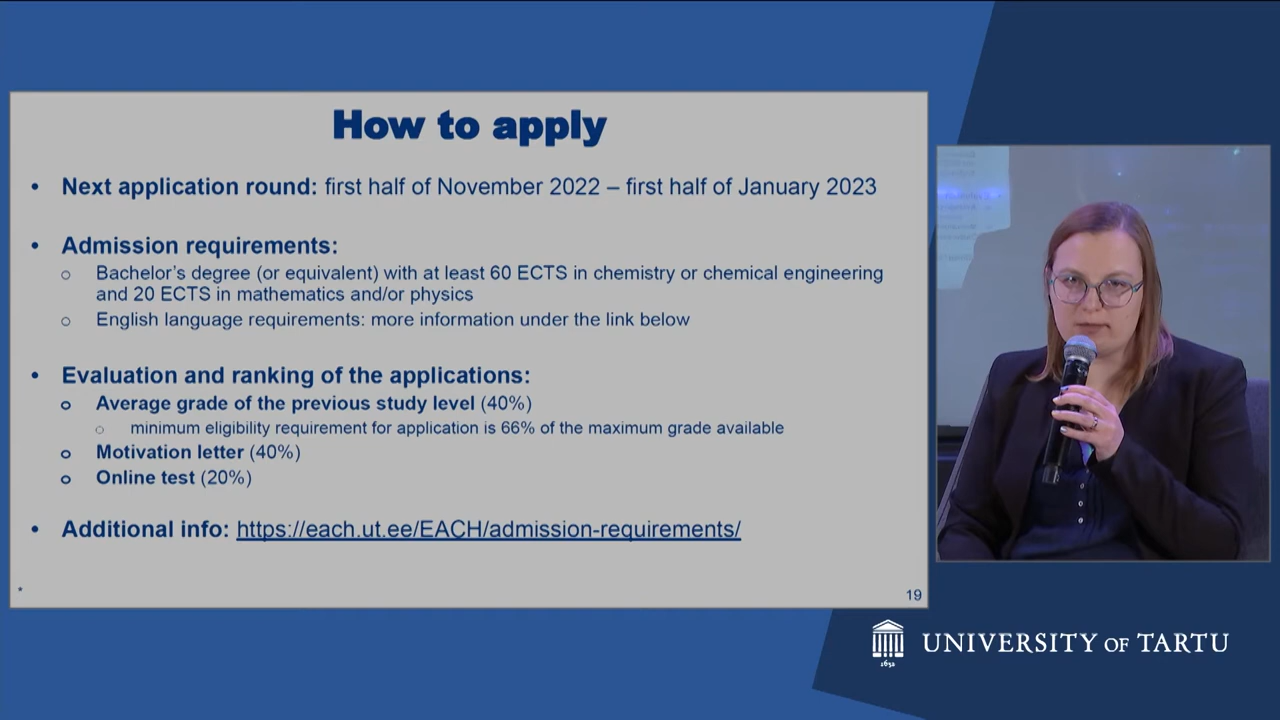 How to apply
• Next application round: first half of November 2022 – first half of January 2023
• Admission requirements:
○ Bachelor's degree (or equivalent) with at least 60 ECTS in chemistry or chemical engineering
and 20 ECTS in mathematics and/or physics
○ English language requirements: more information under the link below
• Evaluation and ranking of the applications:
○ Average grade of the previous study level (40%)
○ minimum eligibility requirement for application is 66% of the maximum grade available
○ Motivation letter (40%)
○ Online test (20%)
• Additional info: https://each.ut.ee/EACH/admission-requirements/
*
19
1632
UNIVERSITY OF TARTU